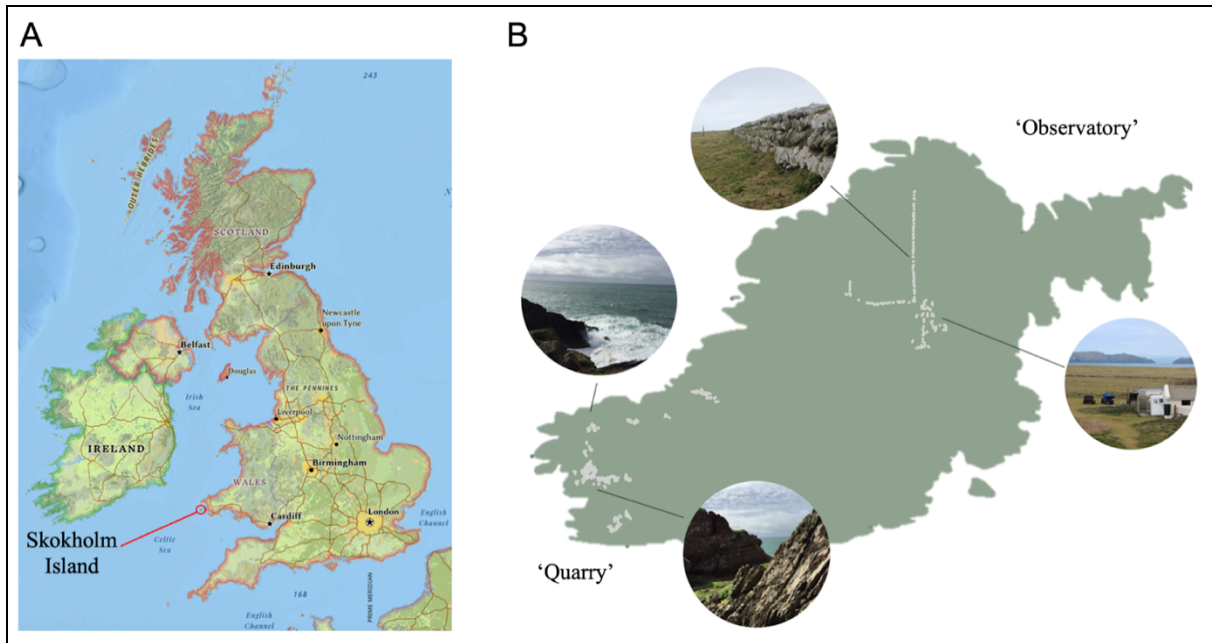 A
B
243
OUTER HEBRIDES
N
SCOTLAND
Edinburgh
Newcastle
upon Tyne
Belfast
Douglas
Irish
Sea
THE PENNINES
Liverpool
Nottingham
IRELAND
Birmingham
WALES
London
English
Channel
Cardiff
Skokholm
Island
Celtic
Sea
168
English
Channel
PRIME MERIDIAN
'Observatory'
'Quarry'